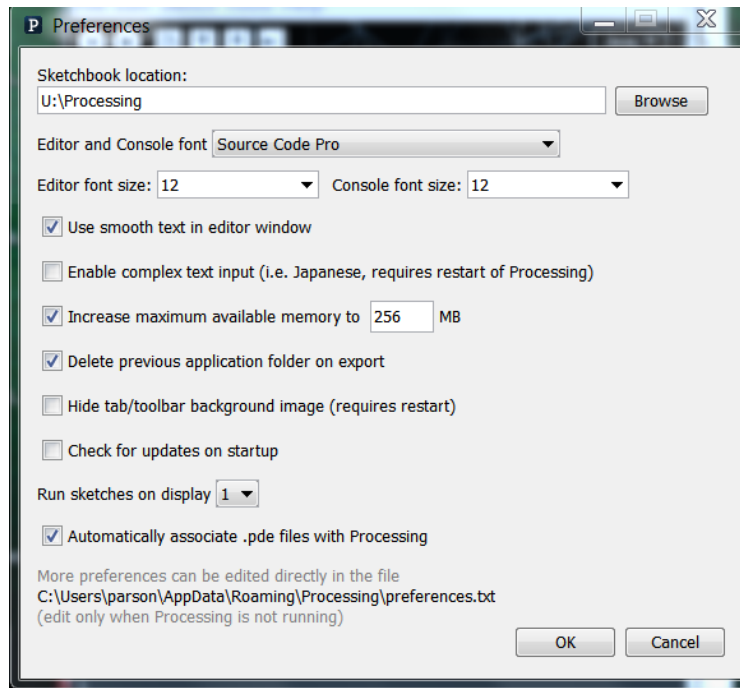 P Preferences
Sketchbook location:
U:\Processing Browse
Editor and Console font Source Code Pro
Editor font size: 12 Console font size: 12
Use smooth text in editor window
Enable complex text input (i.e. Japanese, requires restart of Processing)
Increase maximum available memory to 256 MB
Delete previous application folder on export
Hide tab/toolbar background image (requires restart)
Check for updates on startup
Run sketches on display 1
Automatically associate .pde files with Processing
More preferences can be edited directly in the file
C:\Users\parson\AppData\Roaming\Processing\preferences.txt
(edit only when Processing is not running)
OK Cancel